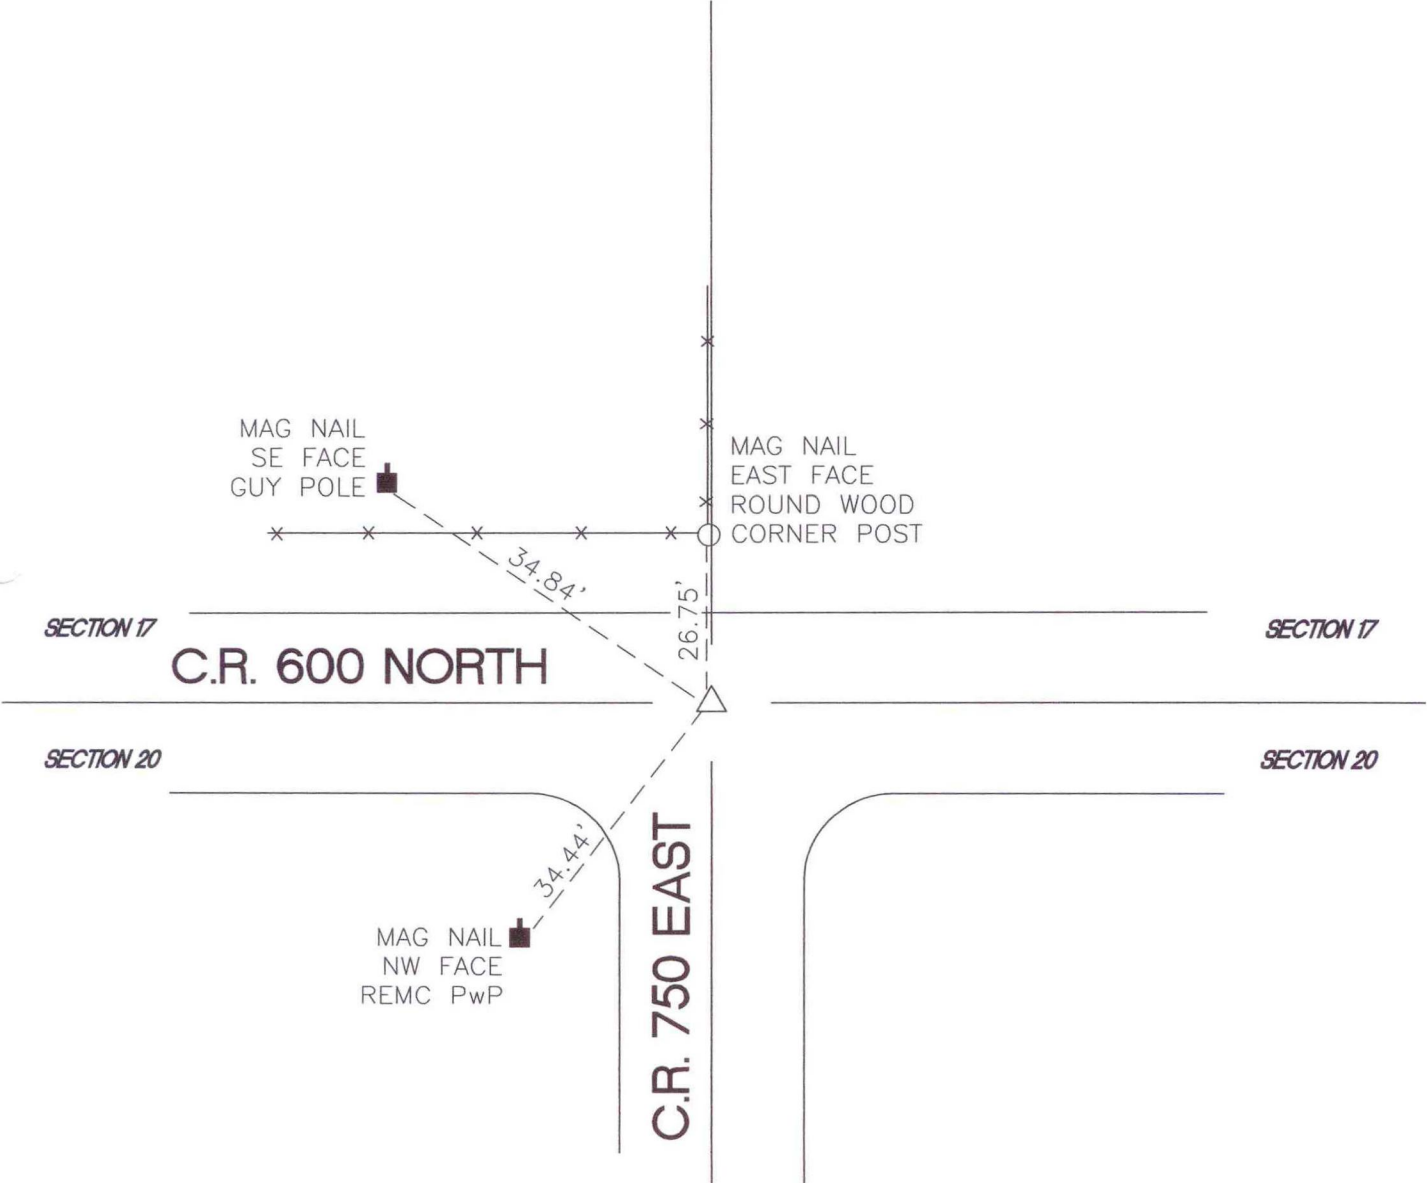 MAG NAIL
SE FACE
GUY POLE
MAG NAIL
EAST FACE
ROUND WOOD
CORNER POST
34.84'
26.75'
SECTION 17
SECTION 17
C.R. 600 NORTH
SECTION 20
SECTION 20
34.44'
C.R. 750 EAST
MAG NAIL
NW FACE
REMC PwP